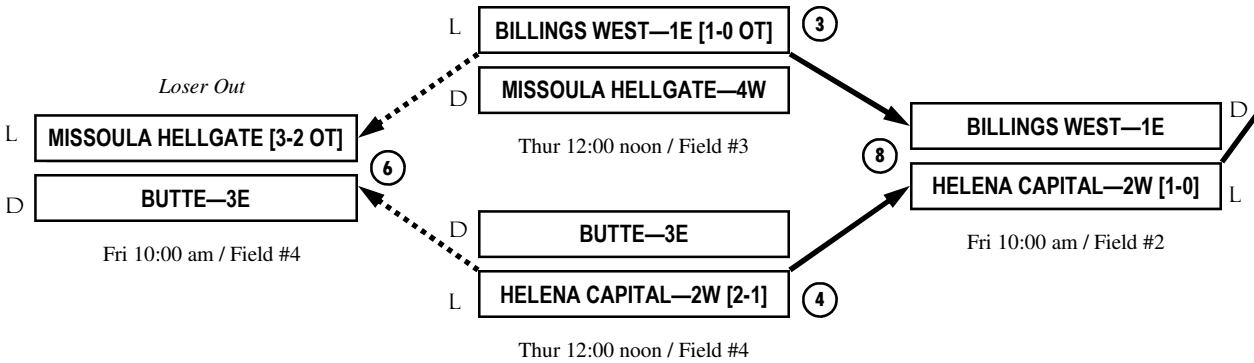 L BILLINGS WEST—1E [1-0 OT] 3
D MISSOULA HELLGATE—4W
Thur 12:00 noon / Field #3
Loser Out
L MISSOULA HELLGATE [3-2 OT]
6
D BUTTE—3E
Fri 10:00 am / Field #4
D BUTTE—3E
L HELENA CAPITAL—2W [2-1] 4
Thur 12:00 noon / Field #4
BILLINGS WEST—1E D
8
HELENA CAPITAL—2W [1-0] L
Fri 10:00 am / Field #2